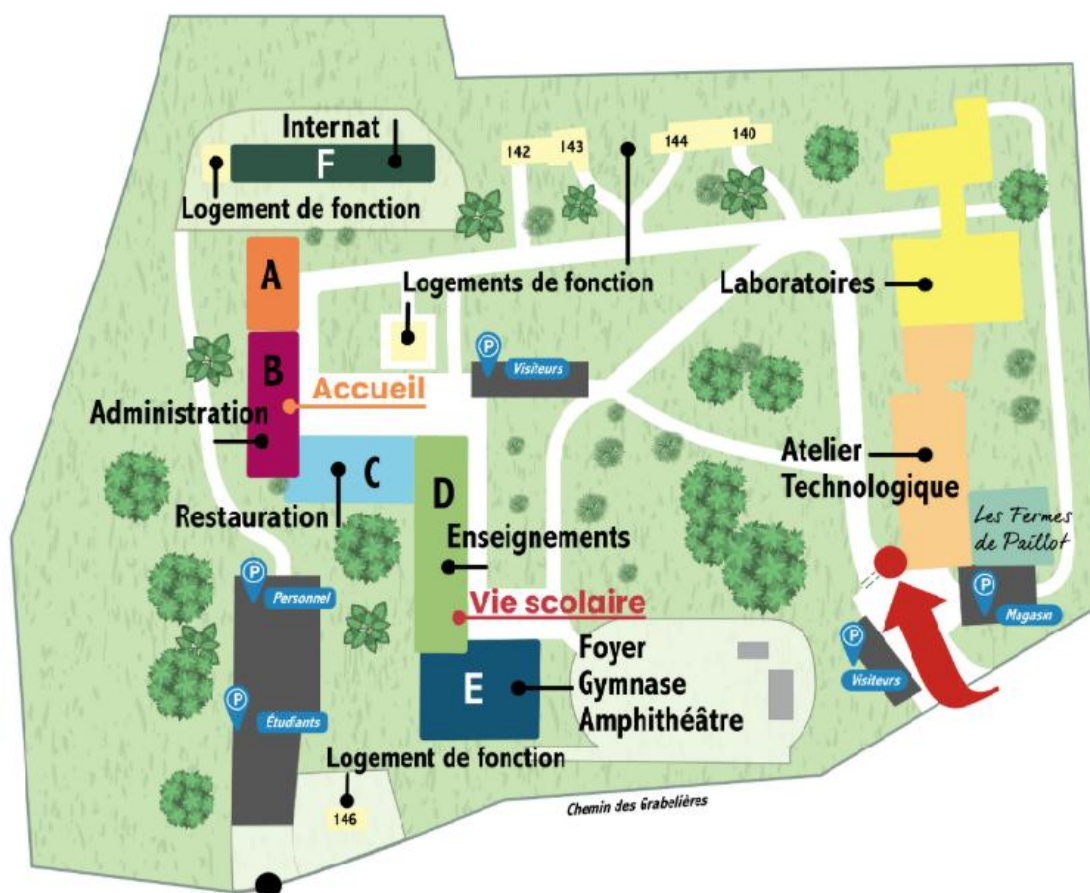 Internat
F
Logement de fonction
142
143
144
140
A
Logements de fonction
Laboratoires
B
P
Visiteurs
Accueil
Administration
C
D
Restauration
Enseignements
Atelier
Technologique
Les Fermes
de Paillot
P
Personnel
Vie scolaire
P
Magasin
E
Foyer
Gymnase
Amphithéâtre
P
Visiteurs
P
Étudiants
Logement de fonction
146
Chemin des Grabelières